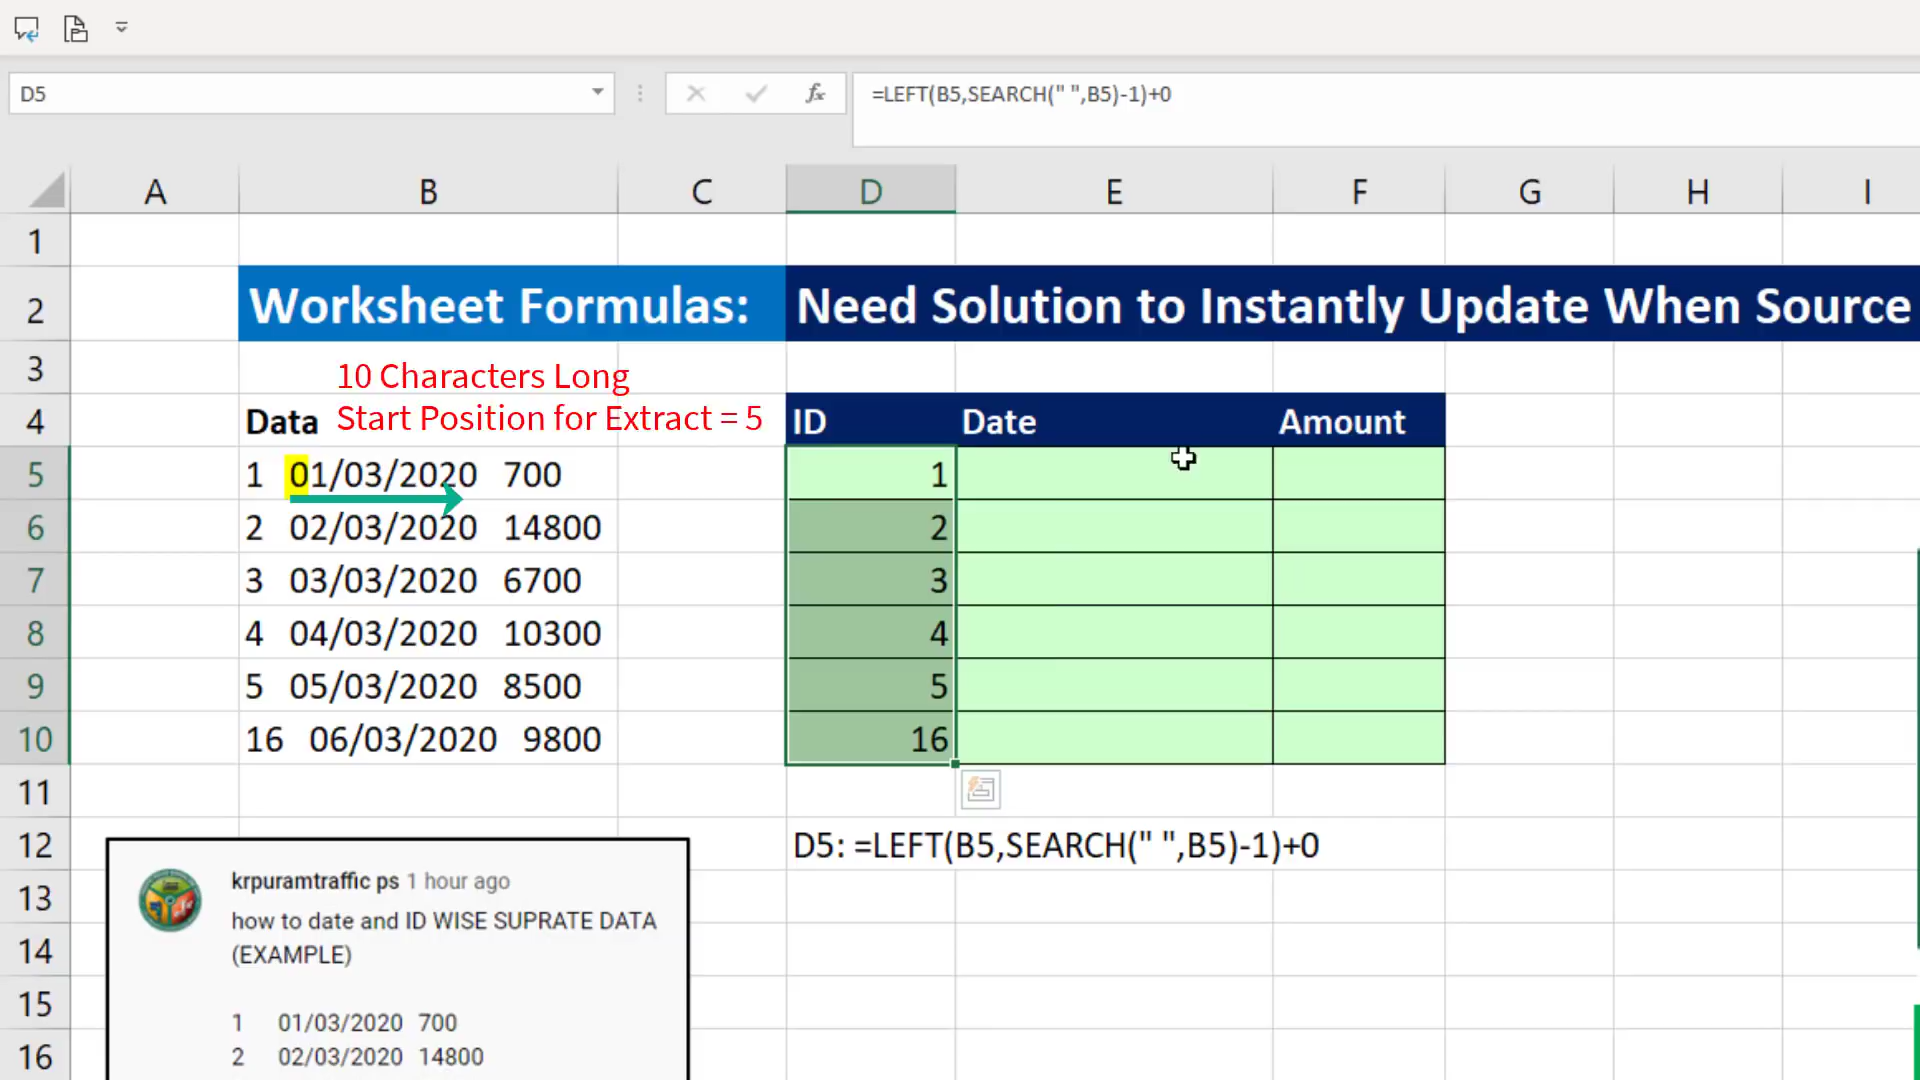 D5
fx
=LEFT(B5,SEARCH(" ",B5)-1)+0
A B C D E F G H I
1
2 Worksheet Formulas: Need Solution to Instantly Update When Source
3 10 Characters Long
Start Position for Extract = 5
4 Data ID Date Amount
5 1 01/03/2020 700 1
6 2 02/03/2020 14800 2
7 3 03/03/2020 6700 3
8 4 04/03/2020 10300 4
9 5 05/03/2020 8500 5
10 16 06/03/2020 9800 16
11
12 D5: =LEFT(B5,SEARCH(" ",B5)-1)+0
13
14
15
16
krpuramtraffic ps 1 hour ago
how to date and ID WISE SUPRATE DATA
(EXAMPLE)
1 01/03/2020 700
2 02/03/2020 14800